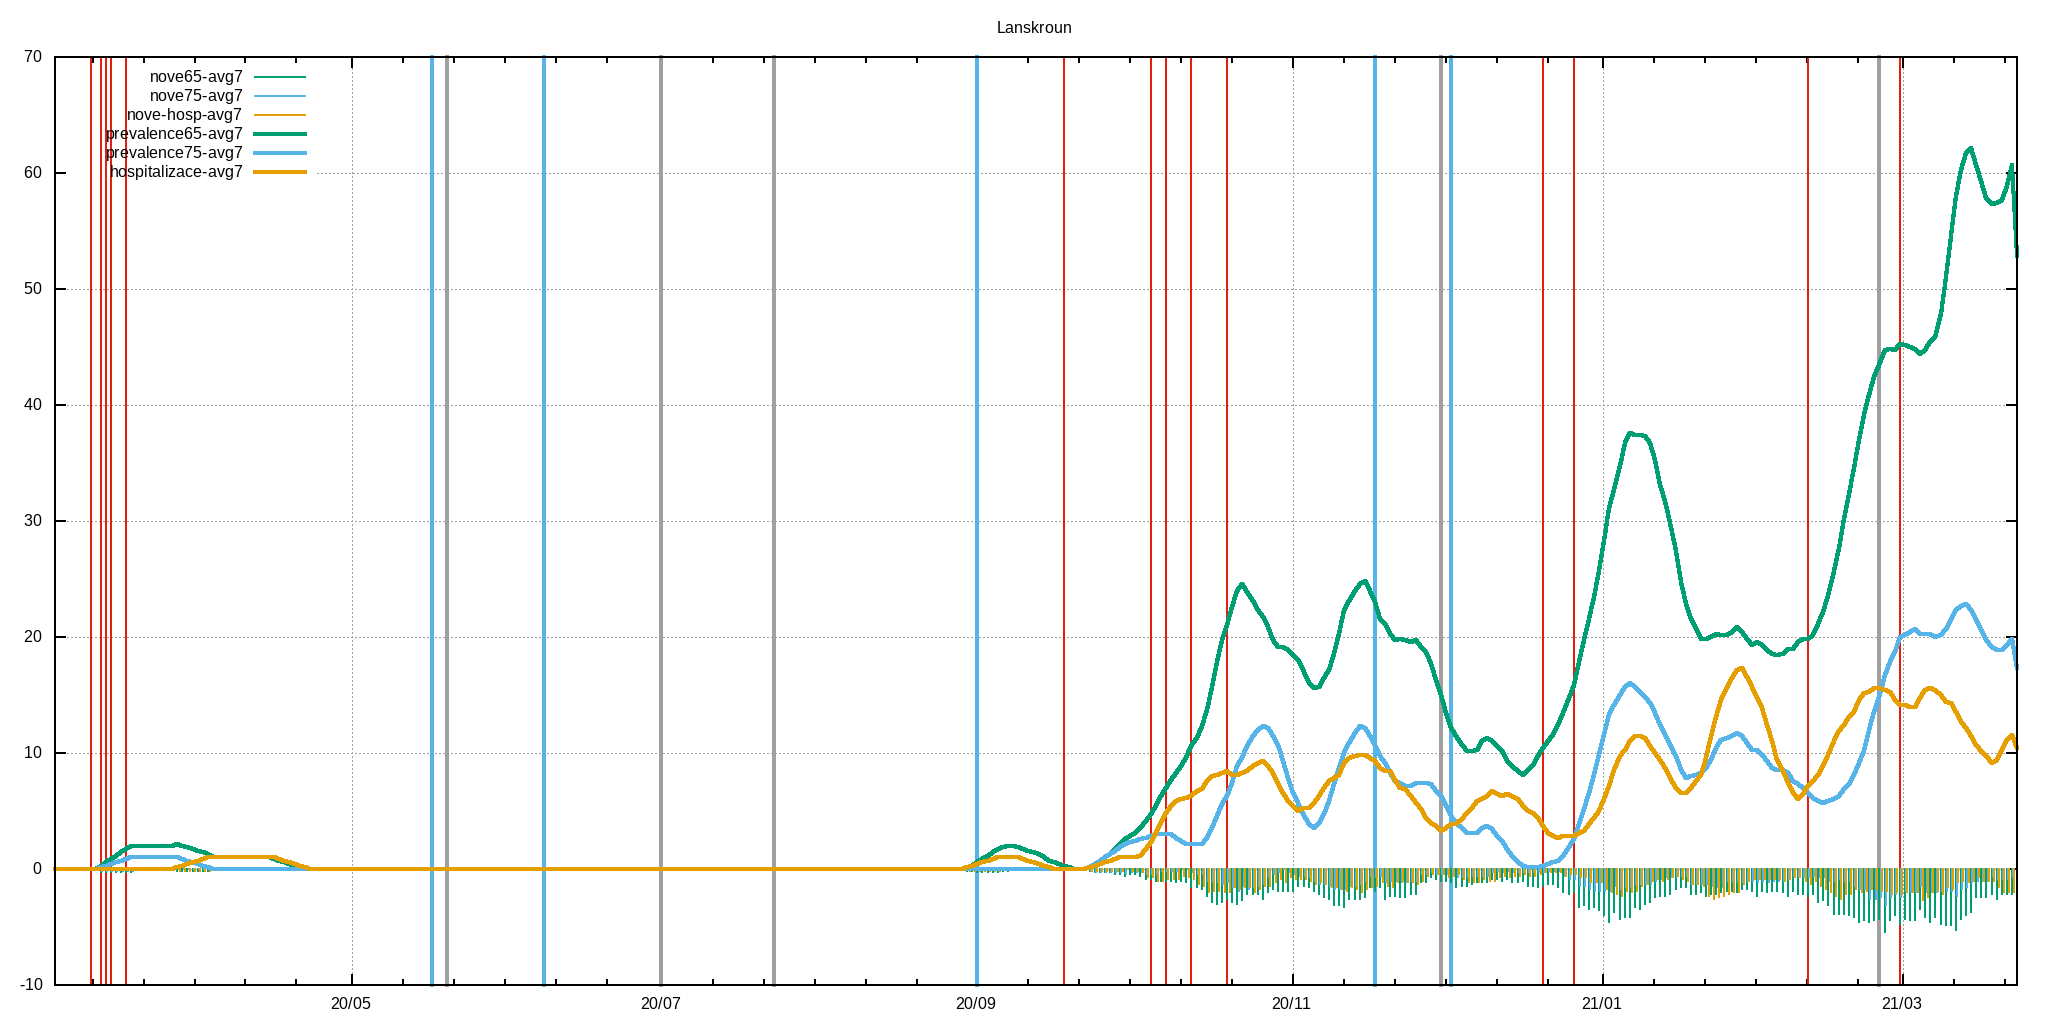 Lanskroun
70
60
50
40
30
20
10
0
-10
nove65-avg7
nove75-avg7
nove-hosp-avg7
prevalence65-avg7
prevalence75-avg7
hospitalizace-avg7
20/05 20/07 20/09 20/11 21/01 21/03